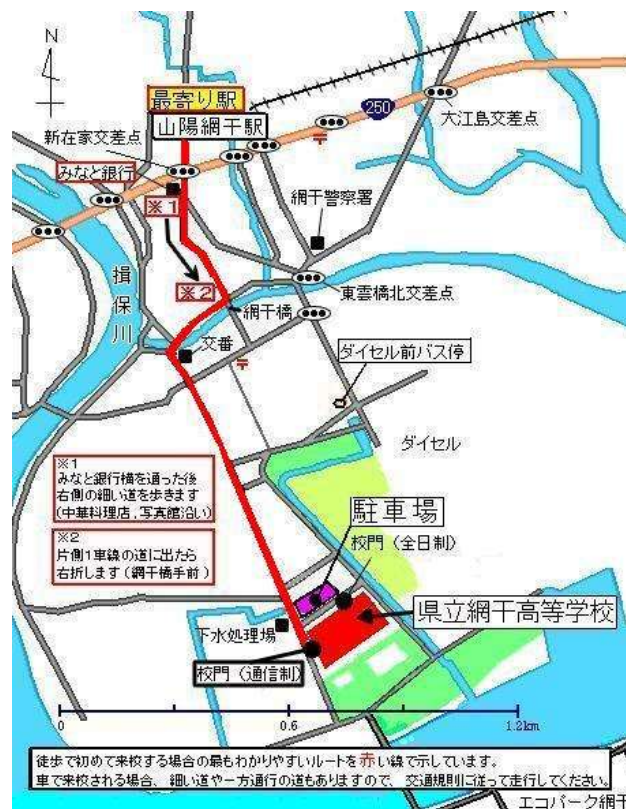 N
最寄り駅
山陽網干駅
250
大江島交差点
新在家交差点
みなと銀行
〒
※1
網干警察署
揖保川
※2
東雲橋北交差点
網干橋
交番
〒
ダイセル前バス停
ダイセル
※1
みなと銀行横を通った後
右側の細い道を歩きます
(中華料理店、写真館沿い)
※2
片側1車線の道に出たら
右折します(網干橋手前)
駐車場
校門(全日制)
県立網干高等学校
下水処理場
校門(通信制)
0
0.6
1.2km
徒歩で初めて来校する場合の最もわかりやすいルートを赤い線で示しています。
車で来校される場合、細い道や一方通行の道もありますので、交通規則に従って走行してください。
エコパーク網干